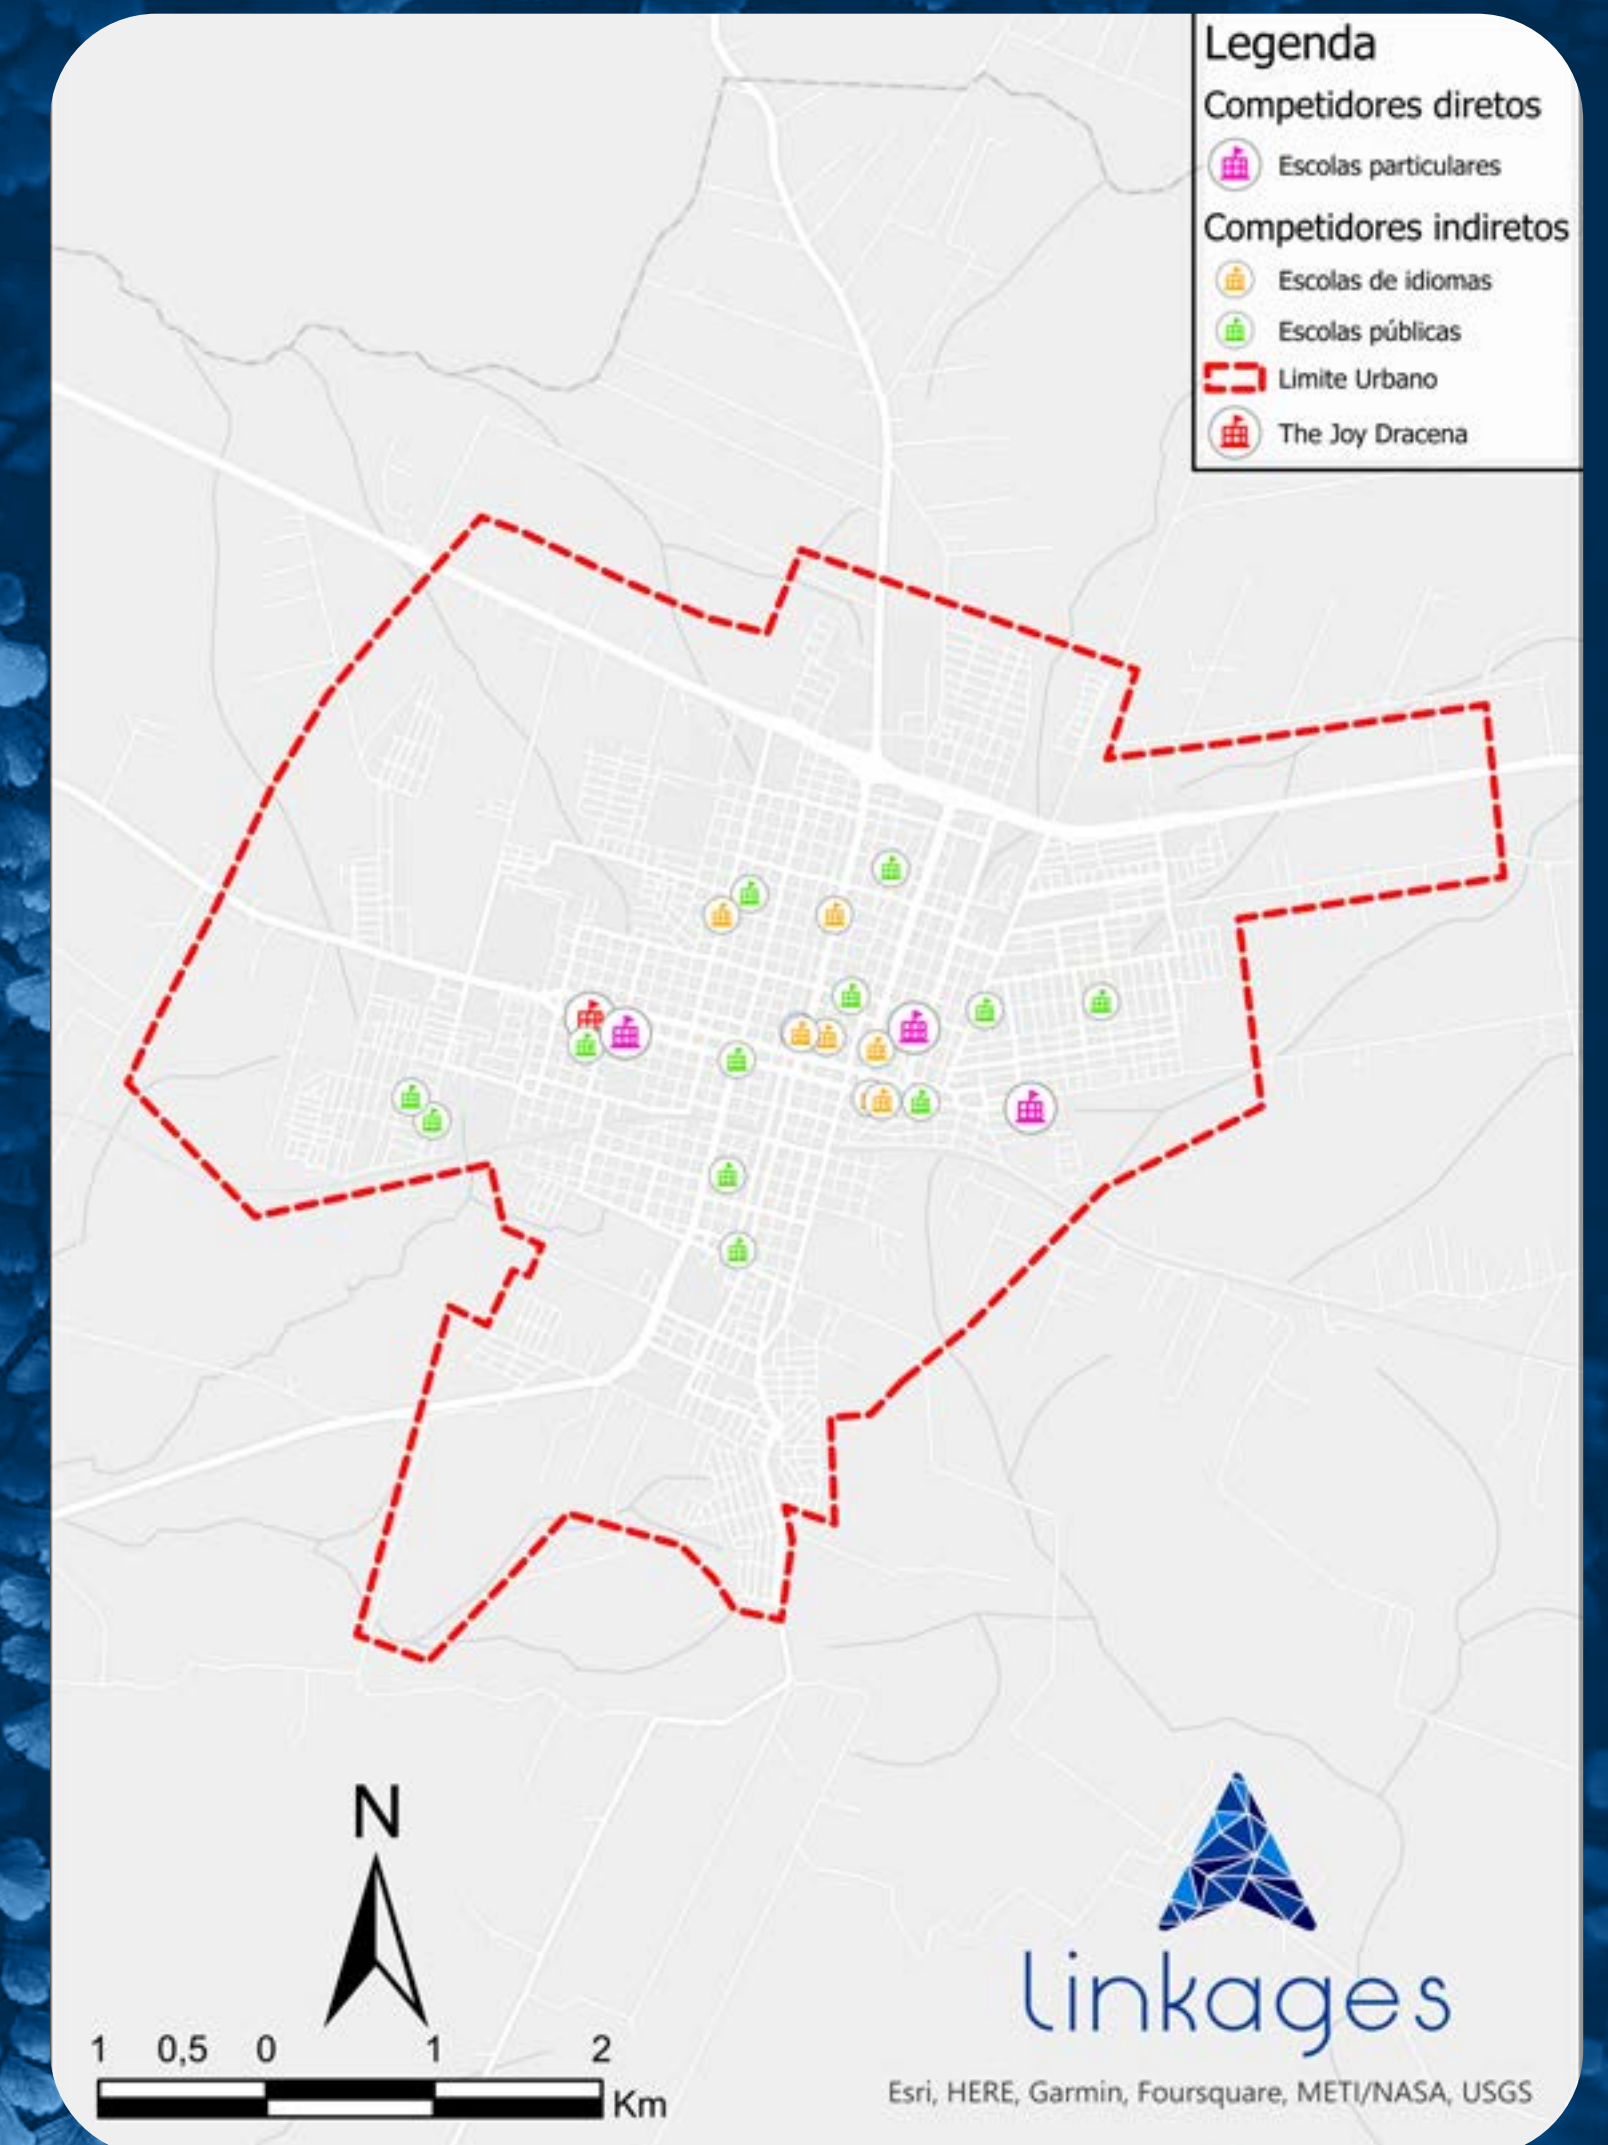 Legenda
Competidores diretos
Escolas particulares
Competidores indiretos
Escolas de idiomas
Escolas públicas
Limite Urbano
The Joy Dracena
N
1 0,5 0 1 2
Km
linkages
Esri, HERE, Garmin, Foursquare, METI/NASA, USGS